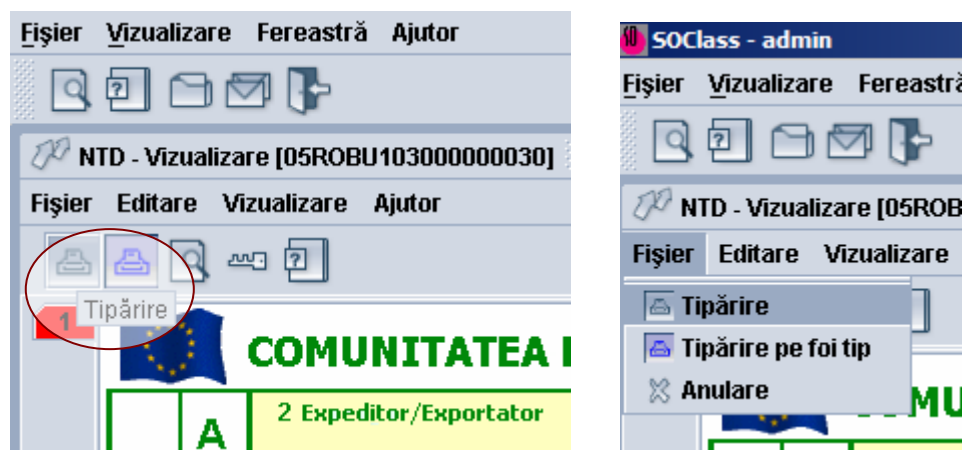 Fişier Vizualizare Fereastră Ajutor
NTD - Vizualizare [05ROBU103000000030]
Fişier Editare Vizualizare Ajutor
Tipărire
1
COMUNITATEA
2 Expeditor/Exportator
A
SOClass - admin
Fişier Vizualizare Fereastră
NTD - Vizualizare [05ROB
Fişier Editare Vizualizare
Tipărire
Tipărire pe foi tip
Anulare